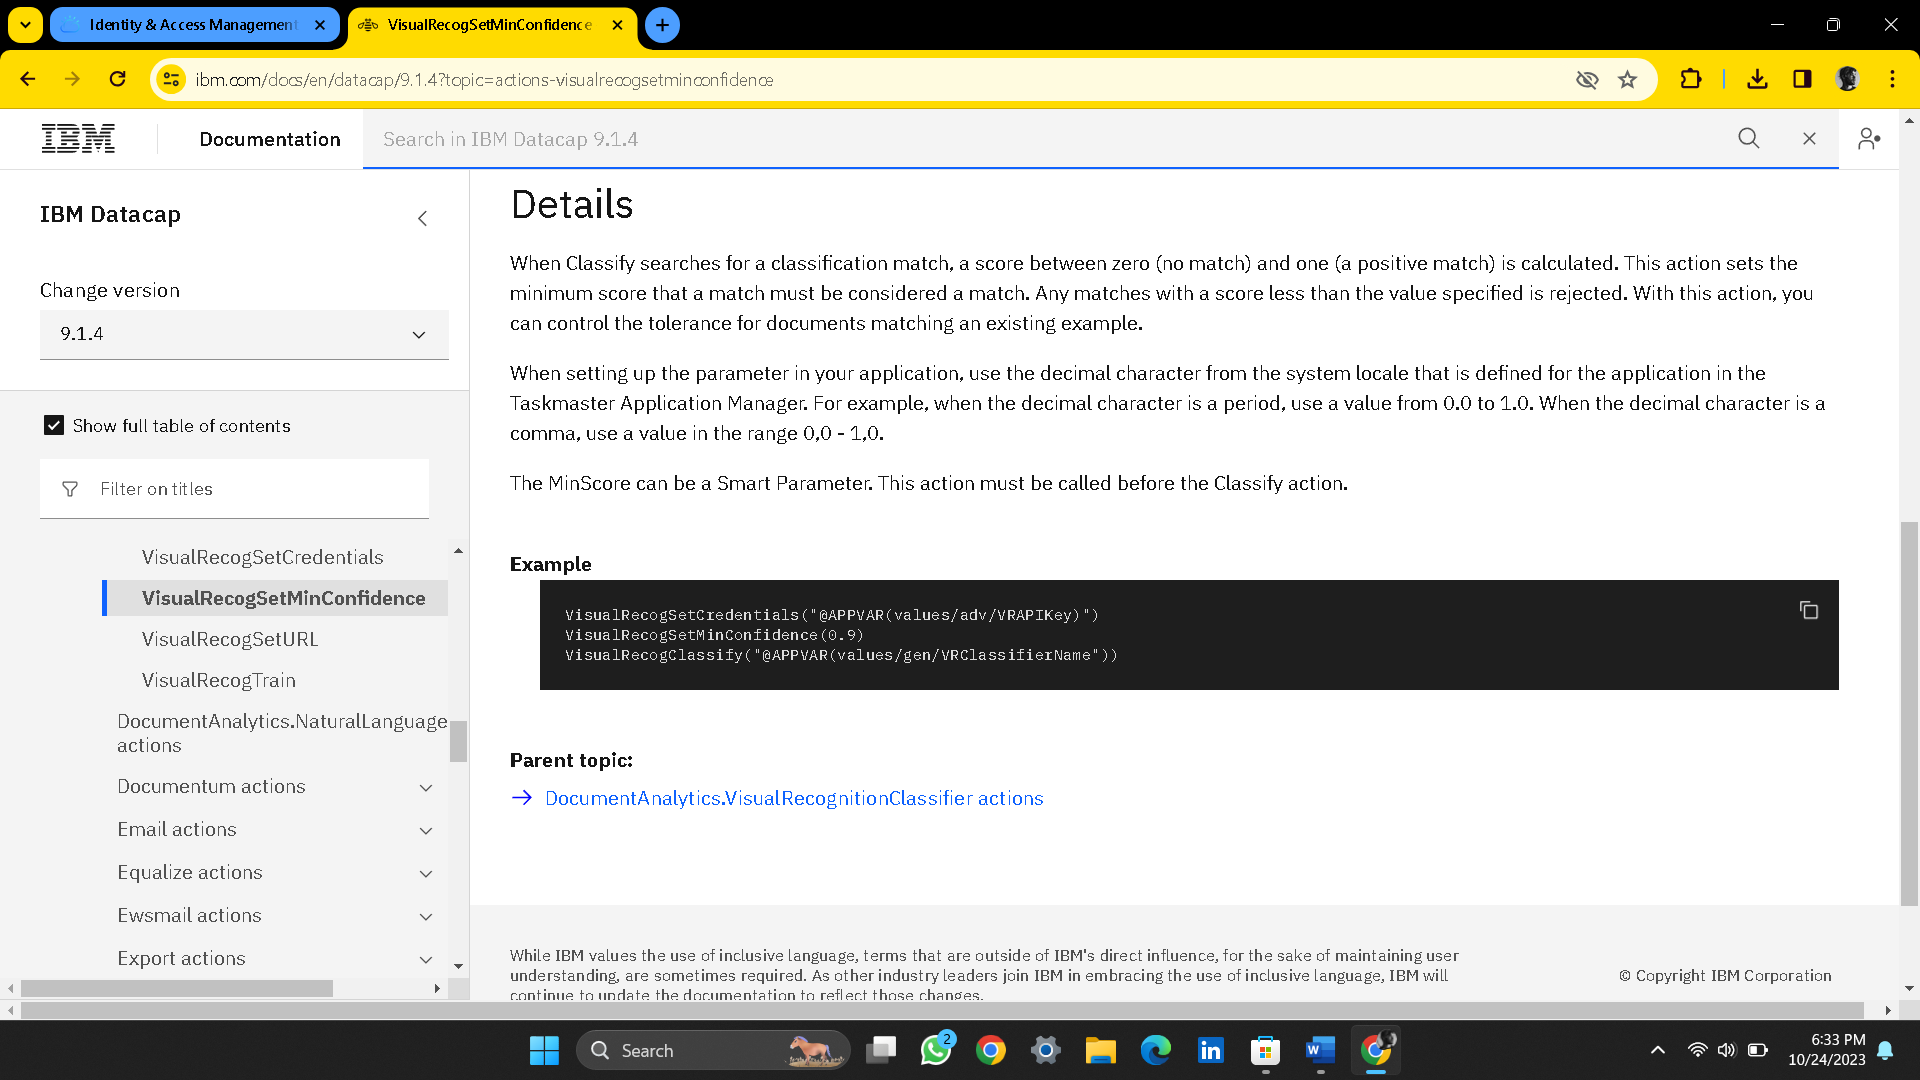 Identity & Access Management
VisualRecogSetMinConfidence
ibm.com/docs/en/datacap/9.1.4?topic=actions-visualrecogsetminconfidence
IBM
Documentation
Search in IBM Datacap 9.1.4
IBM Datacap
Change version
9.1.4
Show full table of contents
Filter on titles
VisualRecogSetCredentials
VisualRecogSetMinConfidence
VisualRecogSetURL
VisualRecogTrain
DocumentAnalytics.NaturalLanguage
actions
Documentum actions
Email actions
Equalize actions
Ewsmail actions
Export actions
Details
When Classify searches for a classification match, a score between zero (no match) and one (a positive match) is calculated. This action sets the
minimum score that a match must be considered a match. Any matches with a score less than the value specified is rejected. With this action, you
can control the tolerance for documents matching an existing example.
When setting up the parameter in your application, use the decimal character from the system locale that is defined for the application in the
Taskmaster Application Manager. For example, when the decimal character is a period, use a value from 0.0 to 1.0. When the decimal character is a
comma, use a value in the range 0,0 - 1,0.
The MinScore can be a Smart Parameter. This action must be called before the Classify action.
Example
VisualRecogSetCredentials("@APPVAR(values/adv/VRAPIKey)")
VisualRecogSetMinConfidence(0.9)
VisualRecogClassify("@APPVAR(values/gen/VRClassifierName"))
Parent topic:
DocumentAnalytics.VisualRecognitionClassifier actions
While IBM values the use of inclusive language, terms that are outside of IBM's direct influence, for the sake of maintaining user
understanding, are sometimes required. As other industry leaders join IBM in embracing the use of inclusive language, IBM will
continue to update the documentation to reflect those changes.
© Copyright IBM Corporation
Search
2
6:33 PM
10/24/2023